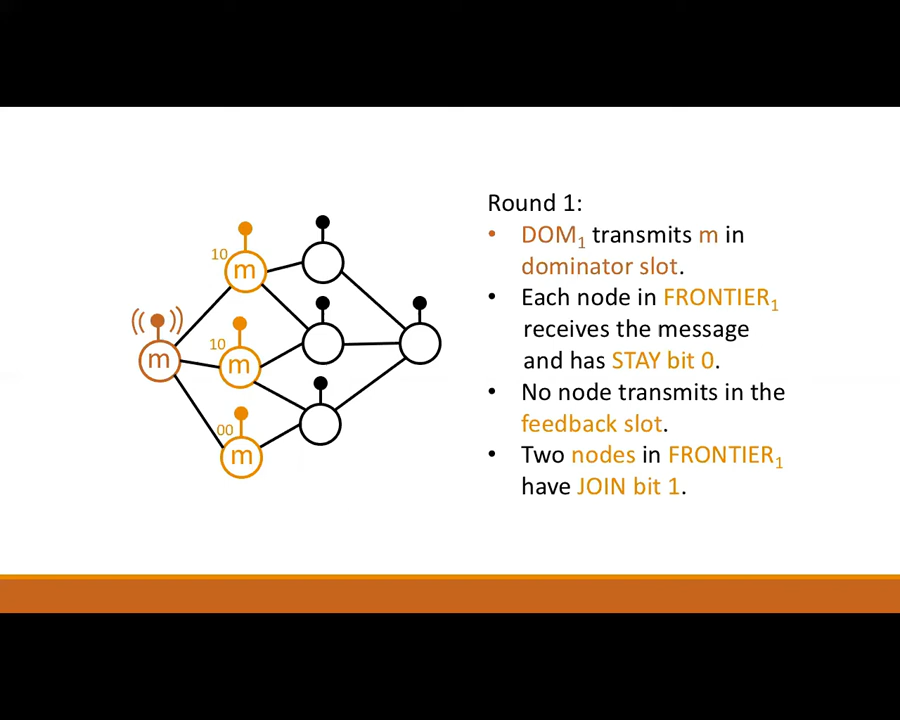 Round 1:
• DOM₁ transmits m in
dominator slot.
• Each node in FRONTIER₁
receives the message
and has STAY bit 0.
• No node transmits in the
feedback slot.
• Two nodes in FRONTIER₁
have JOIN bit 1.
10
m
10
m
m
00
m